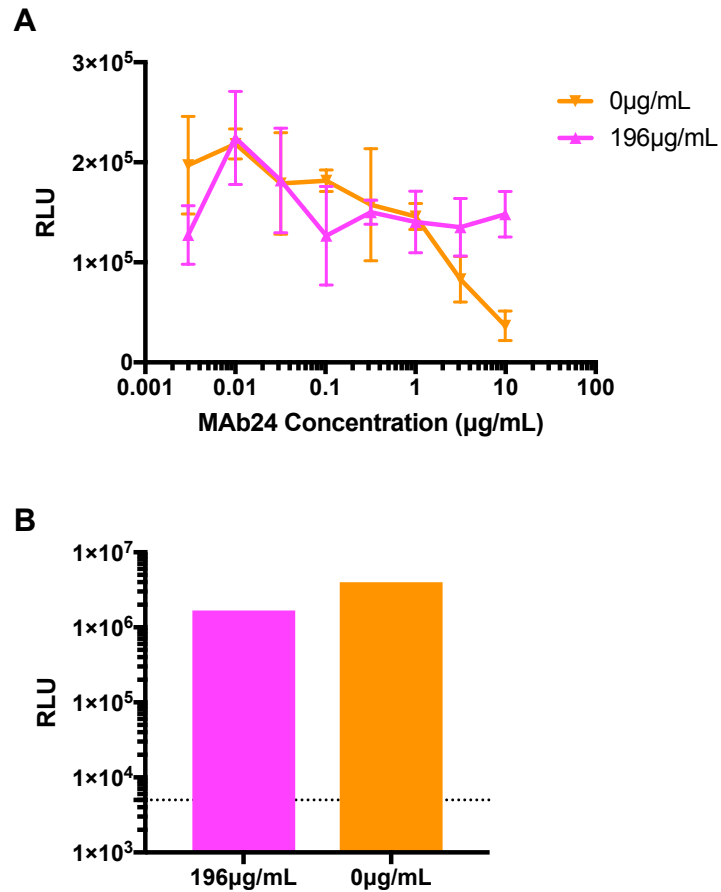 A
3×10⁵
2×10⁵
1×10⁵
0
RLU
0.001 0.01 0.1 1 10 100
MAb24 Concentration (µg/mL)
0µg/mL
196µg/mL
B
1×10⁷
1×10⁶
1×10⁵
1×10⁴
1×10³
RLU
196µg/mL 0µg/mL